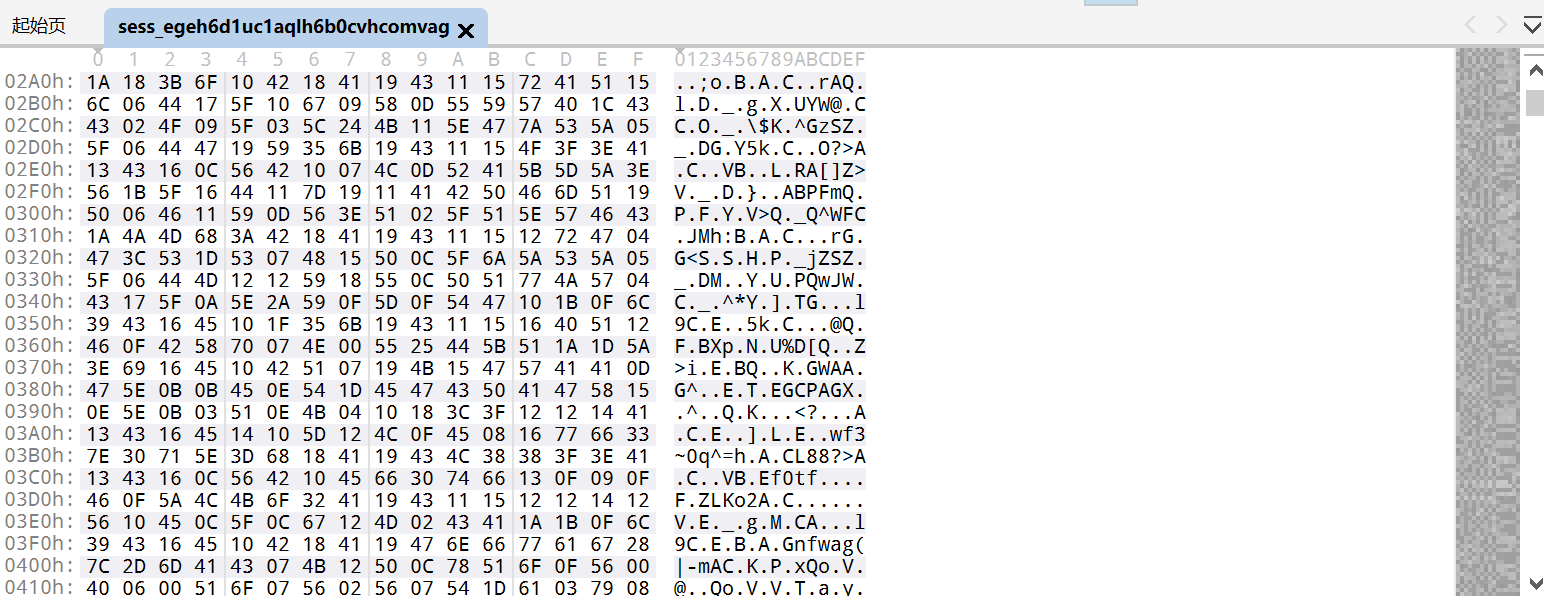 起始页
sess_egeh6d1uc1aqlh6b0cvhcomvag
0 1 2 3 4 5 6 7 8 9 A B C D E F 0123456789ABCDEF
02A0h: 1A 18 3B 6F 10 42 18 41 19 43 11 15 72 41 51 15 ..;o.B.A.C..rAQ.
02B0h: 6C 06 44 17 5F 10 67 09 58 0D 55 59 57 40 1C 43 l.D._.g.X.UYW@.C
02C0h: 43 02 4F 09 5F 03 5C 24 4B 11 5E 47 7A 53 5A 05 C.O._.\$K.^GzSZ.
02D0h: 5F 06 44 47 19 59 35 6B 19 43 11 15 4F 3F 3E 41 _.DG.Y5k.C..O?>A
02E0h: 13 43 16 0C 56 42 10 07 4C 0D 52 41 5B 5D 5A 3E .C..VB..L.RA[]Z>
02F0h: 56 1B 5F 16 44 11 7D 19 11 41 42 50 46 6D 51 19 V._.D.}..ABPFmQ.
0300h: 50 06 46 11 59 0D 56 3E 51 02 5F 51 5E 57 46 43 P.F.Y.V>Q._Q^WFC
0310h: 1A 4A 4D 68 3A 42 18 41 19 43 11 15 12 72 47 04 .JMh:B.A.C...rG.
0320h: 47 3C 53 1D 53 07 48 15 50 0C 5F 6A 5A 53 5A 05 G<S.S.H.P._jZSZ.
0330h: 5F 06 44 4D 12 12 59 18 55 0C 50 51 77 4A 57 04 _.DM..Y.U.PQwJW.
0340h: 43 17 5F 0A 5E 2A 59 0F 5D 0F 54 47 10 1B 0F 6C C._.^*Y.].TG...l
0350h: 39 43 16 45 10 1F 35 6B 19 43 11 15 16 40 51 12 9C.E..5k.C...@Q.
0360h: 46 0F 42 58 70 07 4E 00 55 25 44 5B 51 1A 1D 5A F.BXp.N.U%D[Q..Z
0370h: 3E 69 16 45 10 42 51 07 19 4B 15 47 57 41 41 0D >i.E.BQ..K.GWAA.
0380h: 47 5E 0B 0B 45 0E 54 1D 45 47 43 50 41 47 58 15 G^..E.T.EGCPAGX.
0390h: 0E 5E 0B 03 51 0E 4B 04 10 18 3C 3F 12 12 14 41 .^..Q.K...<?...A
03A0h: 13 43 16 45 14 10 5D 12 4C 0F 45 08 16 77 66 33 .C.E..].L.E..wf3
03B0h: 7E 30 71 5E 3D 68 18 41 19 43 4C 38 38 3F 3E 41 ~0q^=h.A.CL88?>A
03C0h: 13 43 16 0C 56 42 10 45 66 30 74 66 13 0F 09 0F .C..VB.Ef0tf....
03D0h: 46 0F 5A 4C 4B 6F 32 41 19 43 11 15 12 12 14 12 F.ZLKo2A.C......
03E0h: 56 10 45 0C 5F 0C 67 12 4D 02 43 41 1A 1B 0F 6C V.E._.g.M.CA...l
03F0h: 39 43 16 45 10 42 18 41 19 47 6E 66 77 61 67 28 9C.E.B.A.Gnfwag(
0400h: 7C 2D 6D 41 43 07 4B 12 50 0C 78 51 6F 0F 56 00 |-mAC.K.P.xQo.V.
0410h: 40 06 00 51 6F 07 56 02 56 07 54 1D 61 03 79 08 @..Qo.V.V.T.a.y.